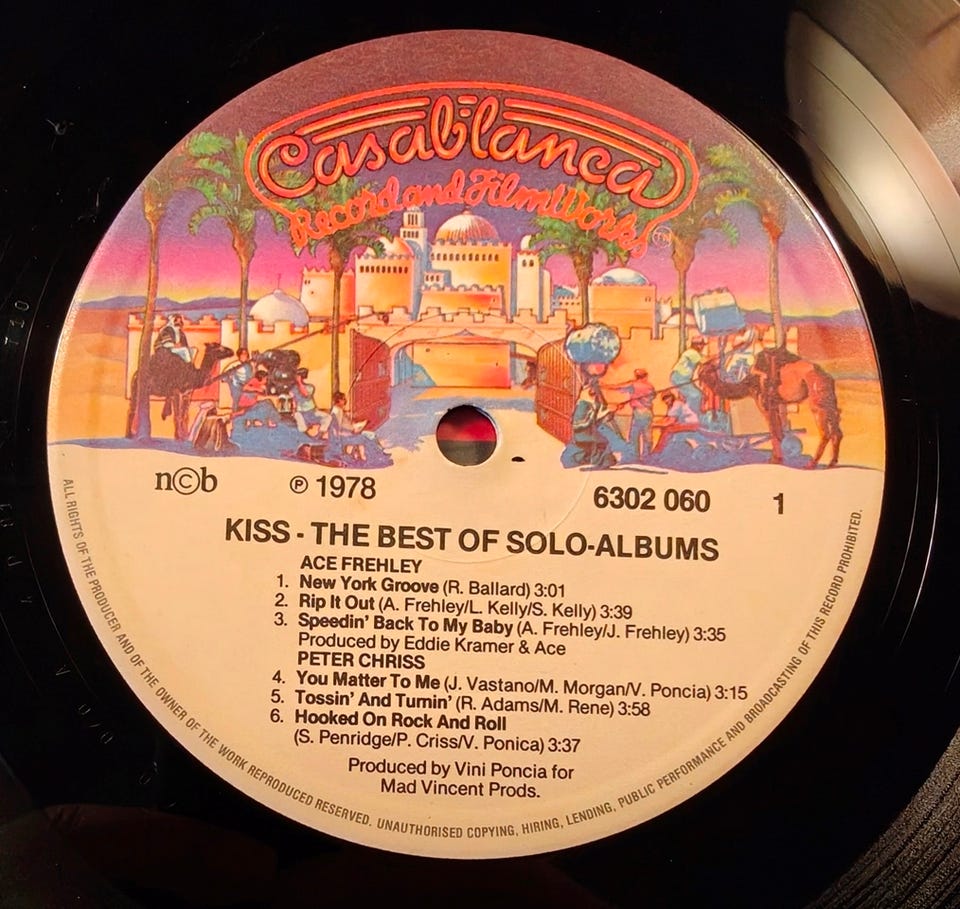 Casablanca
Record and FilmWorks TM
n©b ℗ 1978 6302 060 1
KISS - THE BEST OF SOLO-ALBUMS
ACE FREHLEY
1. New York Groove (R. Ballard) 3:01
2. Rip It Out (A. Frehley/L. Kelly/S. Kelly) 3:39
3. Speedin' Back To My Baby (A. Frehley/J. Frehley) 3:35
Produced by Eddie Kramer & Ace
PETER CHRISS
4. You Matter To Me (J. Vastano/M. Morgan/V. Poncia) 3:15
5. Tossin' And Turnin' (R. Adams/M. Rene) 3:58
6. Hooked On Rock And Roll
(S. Penridge/P. Criss/V. Ponica) 3:37
Produced by Vini Poncia for
Mad Vincent Prods.
ALL RIGHTS OF THE PRODUCER AND OF THE OWNER OF THE WORK REPRODUCED RESERVED. UNAUTHORISED COPYING, HIRING, LENDING, PUBLIC PERFORMANCE AND BROADCASTING OF THIS RECORD PROHIBITED.